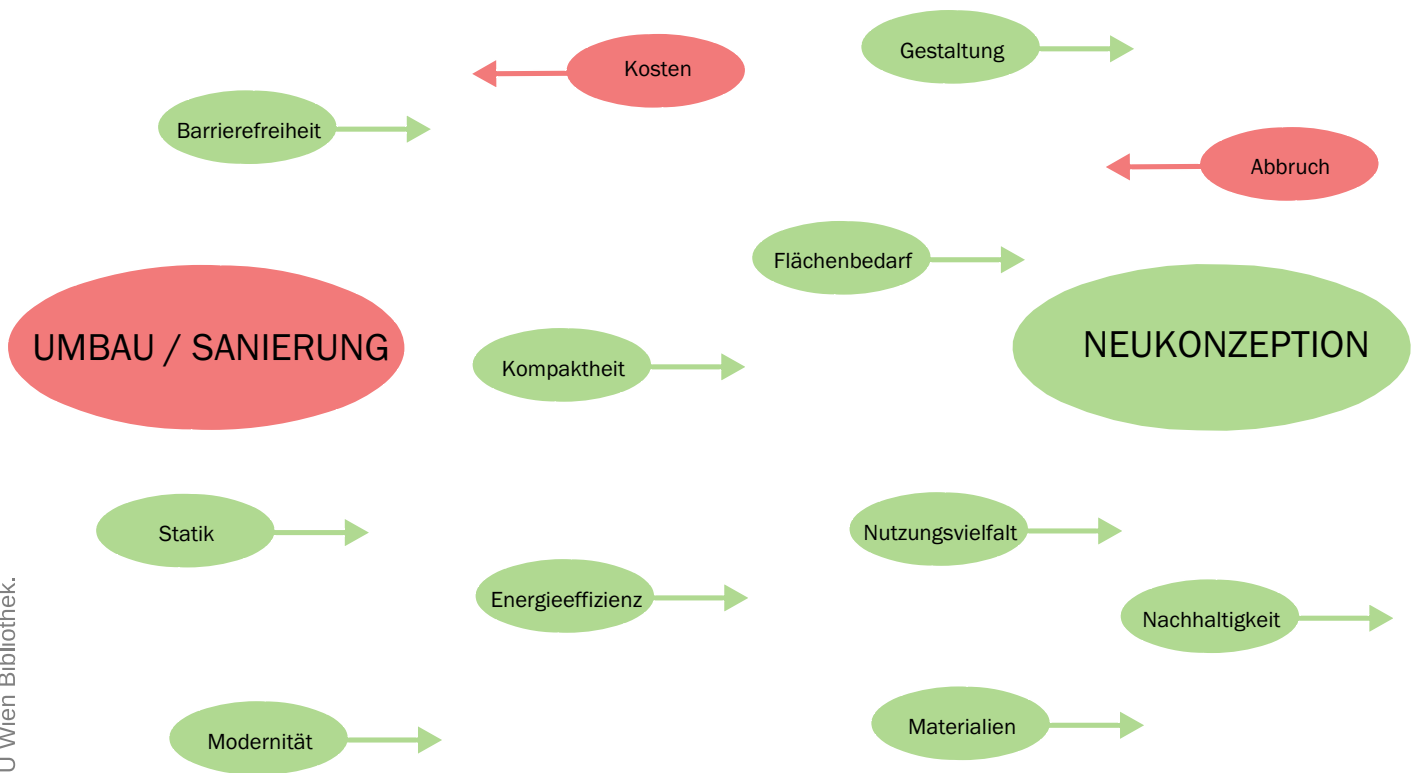 Gestaltung
Kosten
Barrierefreiheit
Abbruch
Flächenbedarf
UMBAU / SANIERUNG
NEUKONZEPTION
Kompaktheit
Statik
Nutzungsvielfalt
Energieeffizienz
Nachhaltigkeit
Materialien
Modernität
U Wien Bibliothek.